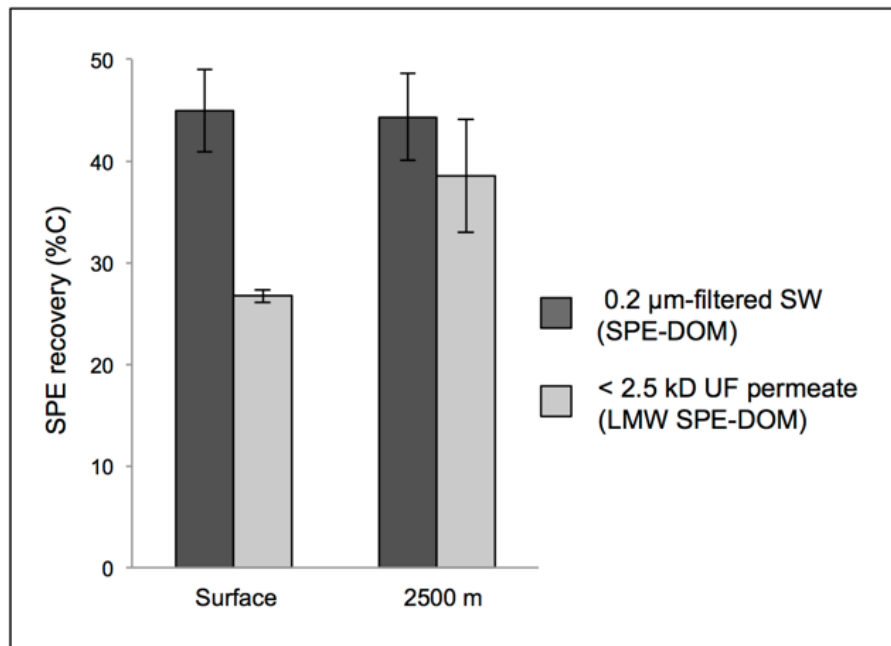 50
40
30
20
10
0
SPE recovery (%C)
Surface
2500 m
0.2 µm-filtered SW
(SPE-DOM)
< 2.5 kD UF permeate
(LMW SPE-DOM)